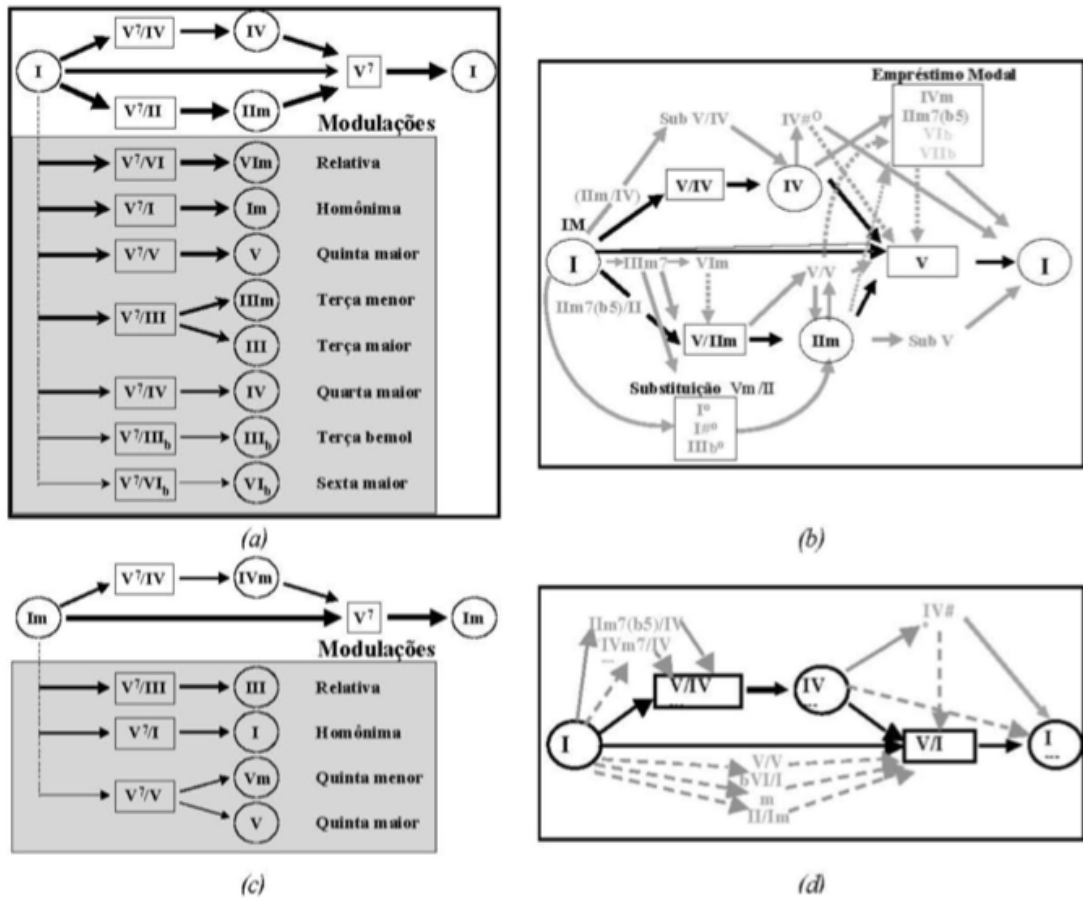 V⁷/IV IV
I V⁷ I
V⁷/II IIm
Modulações
V⁷/VI VIm Relativa
V⁷/I Im Homônima
V⁷/V V Quinta maior
V⁷/III IIIm Terça menor
III Terça maior
V⁷/IV IV Quarta maior
V⁷/IIIb IIIb Terça bemol
V⁷/VIb VIb Sexta maior
(a)
Empréstimo Modal
IVm
IIm7(b5)
VIb
VIIb
Sub V/IV IV#º
(IIm/IV) V/IV IV
IM
I IIIm7 VIm V/V V I
IIm7(b5)/II V/IIm IIm Sub V
Substituição Vm/II
Iº
I#º
IIIbº
(b)
V⁷/IV IVm
Im V⁷ Im
Modulações
V⁷/III III Relativa
V⁷/I I Homônima
V⁷/V Vm Quinta menor
V Quinta maior
(c)
IIm7(b5)/IV IV#
IVm7/IV
...
V/IV IV
... ...
I V/I I
...
V/V
bVI/I
m
II/Im
(d)